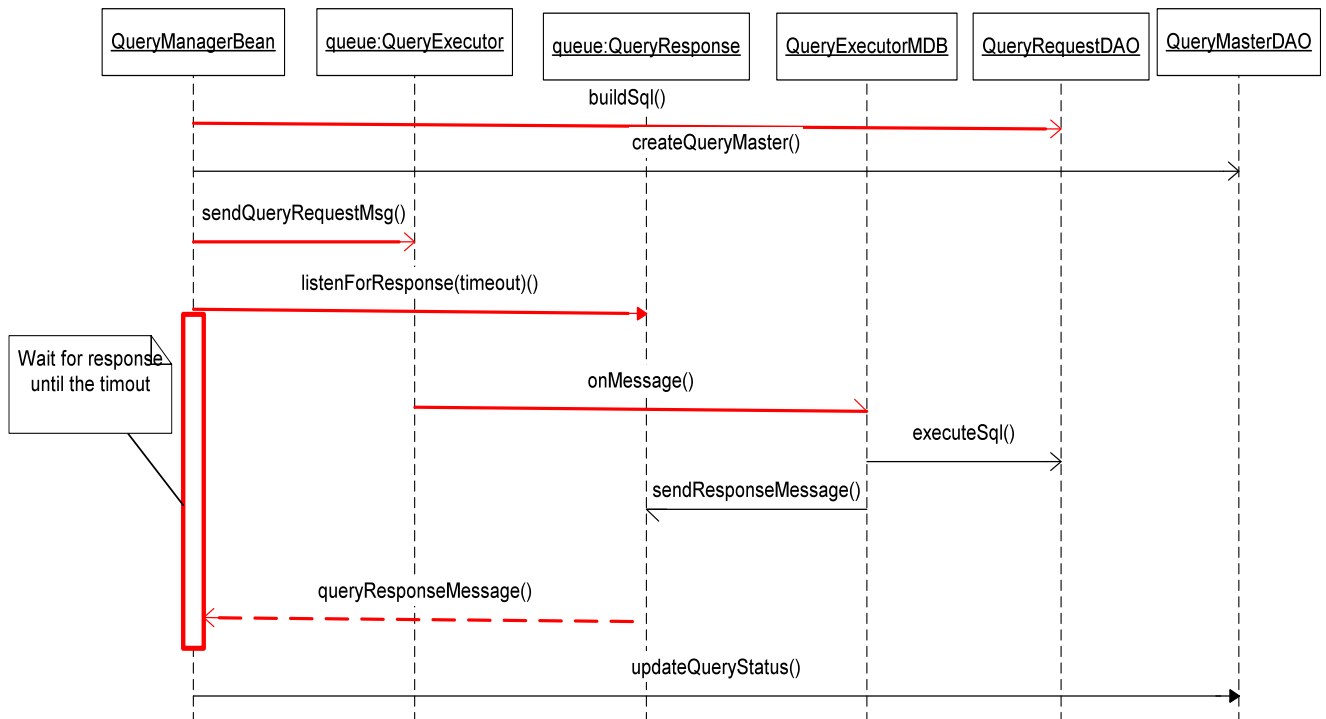 QueryManagerBean
queue:QueryExecutor
queue:QueryResponse
QueryExecutorMDB
QueryRequestDAO
QueryMasterDAO
buildSql()
createQueryMaster()
sendQueryRequestMsg()
listenForResponse(timeout)()
Wait for response
until the timout
onMessage()
executeSql()
sendResponseMessage()
queryResponseMessage()
updateQueryStatus()